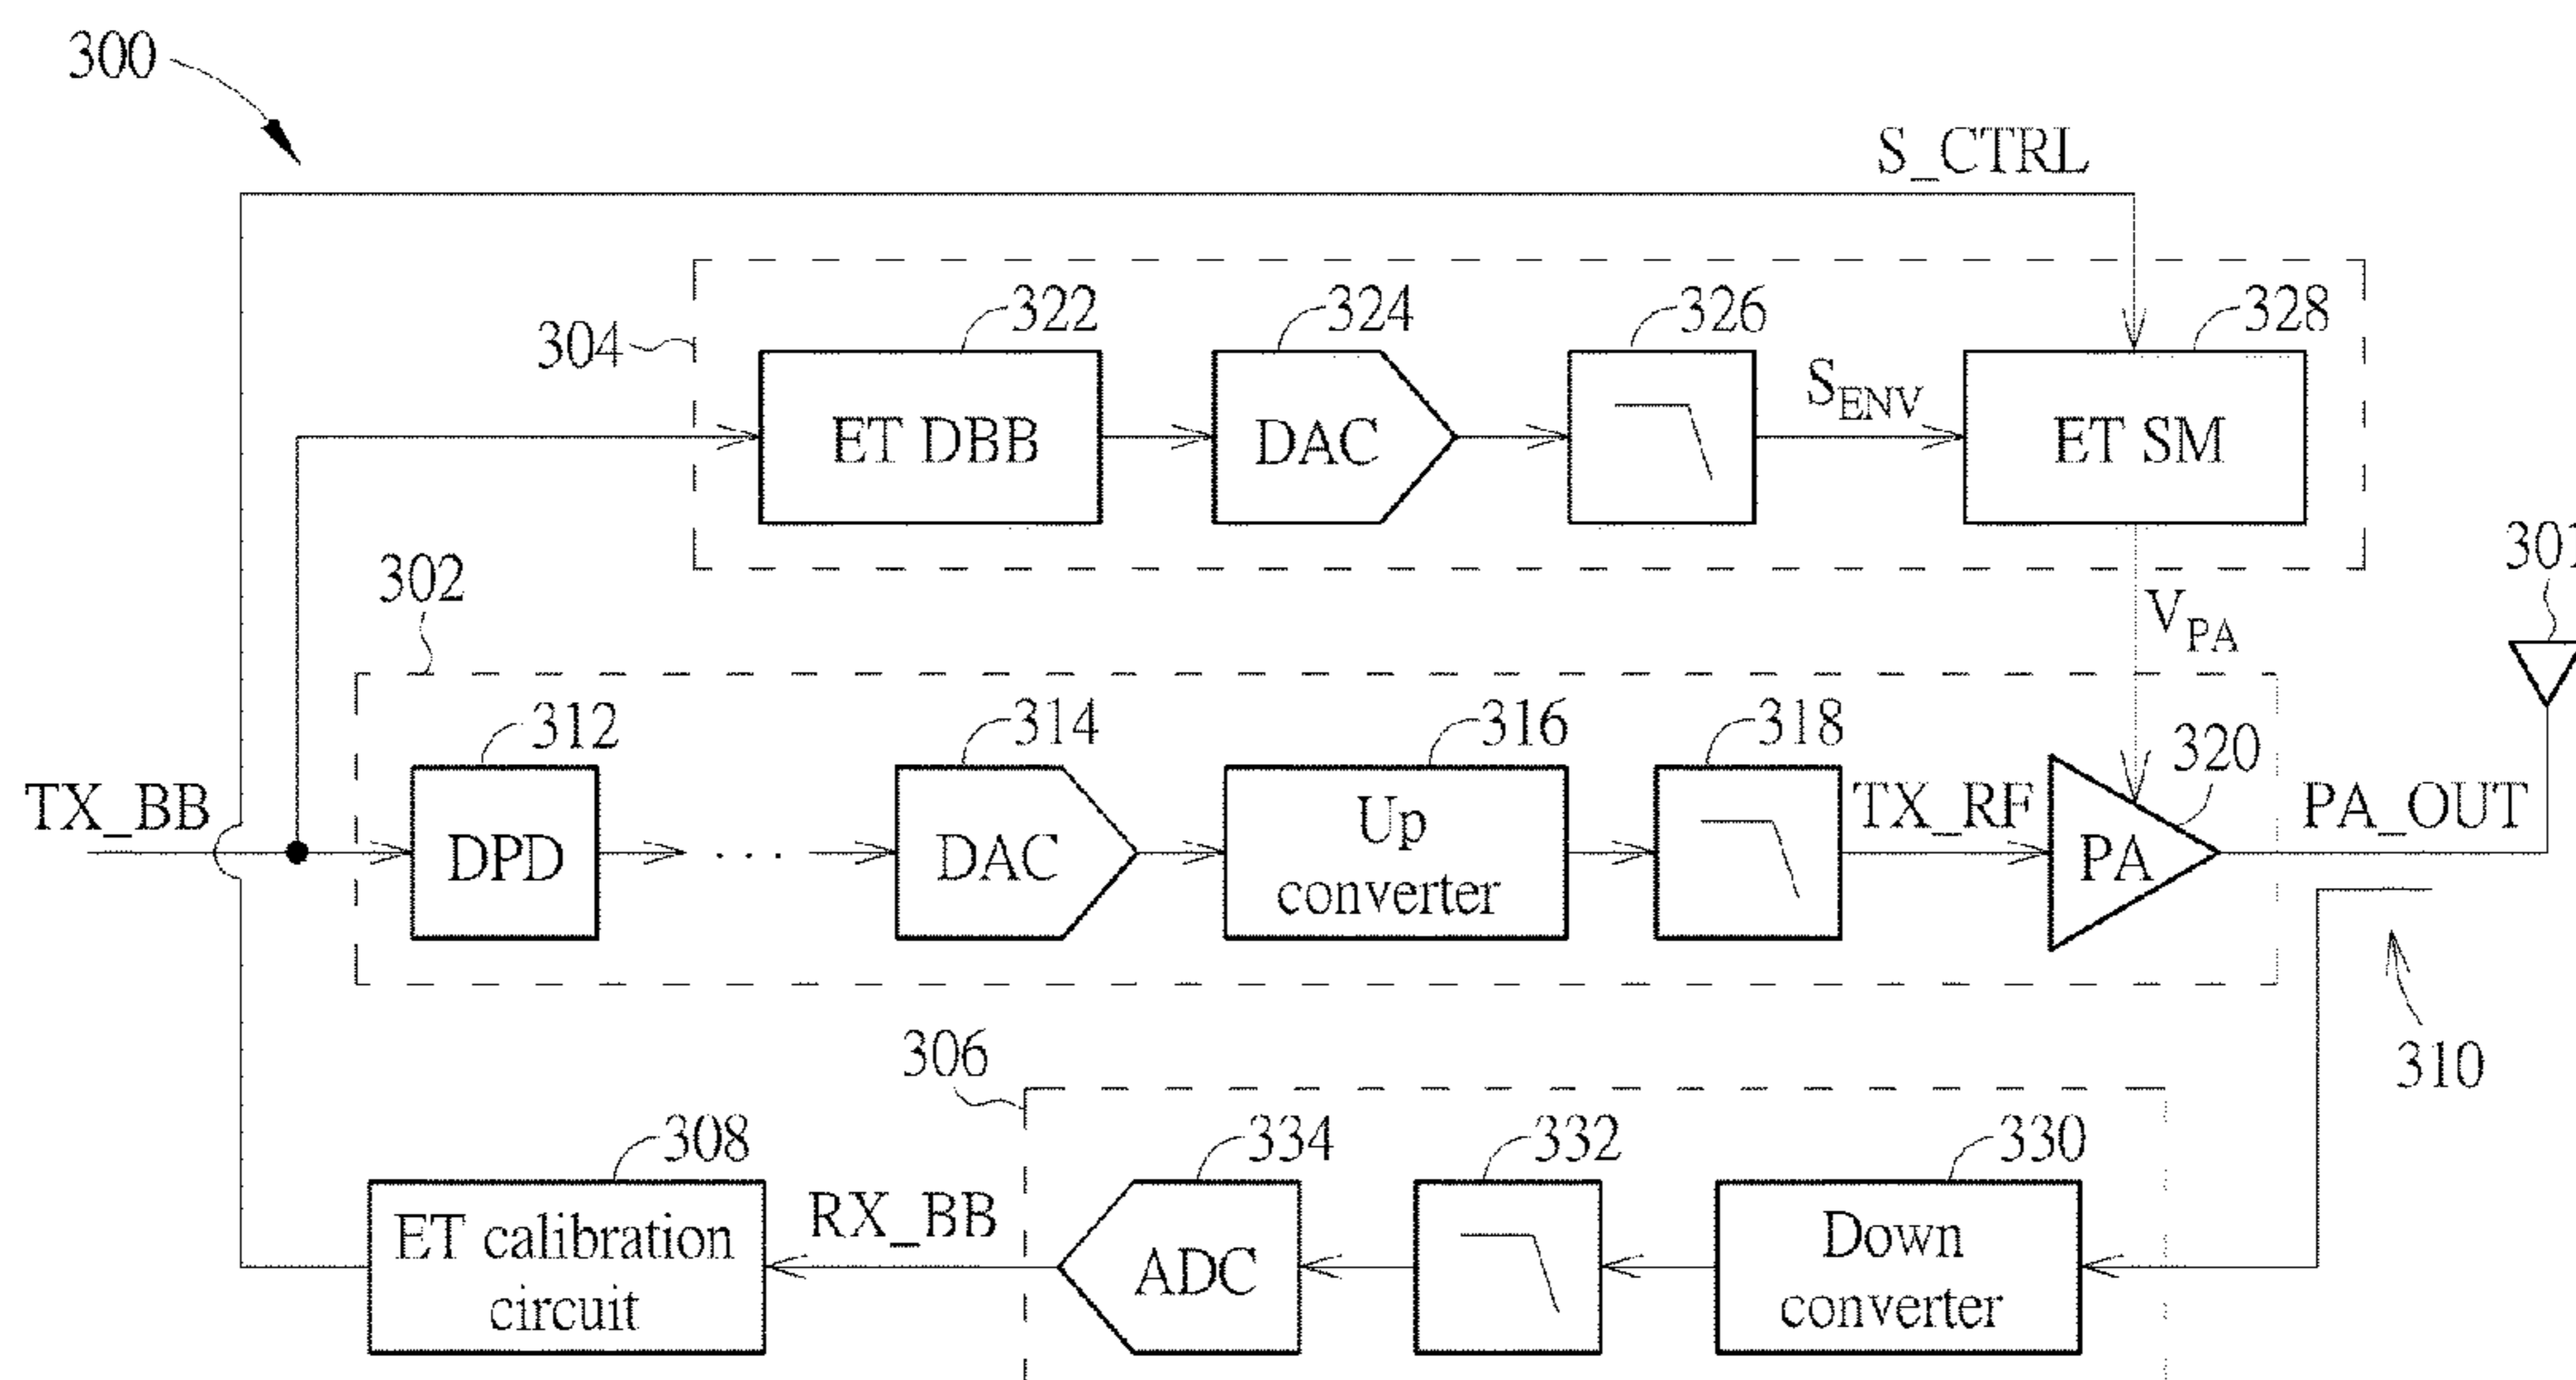 300
S_CTRL
304
322
324
326
328
ET DBB
DAC
S_ENV
ET SM
302
V_PA
312
314
316
318
320
TX_BB
DPD
...
DAC
Up
converter
TX_RF
PA
PA_OUT
310
306
308
334
332
330
ET calibration
circuit
RX_BB
ADC
Down
converter